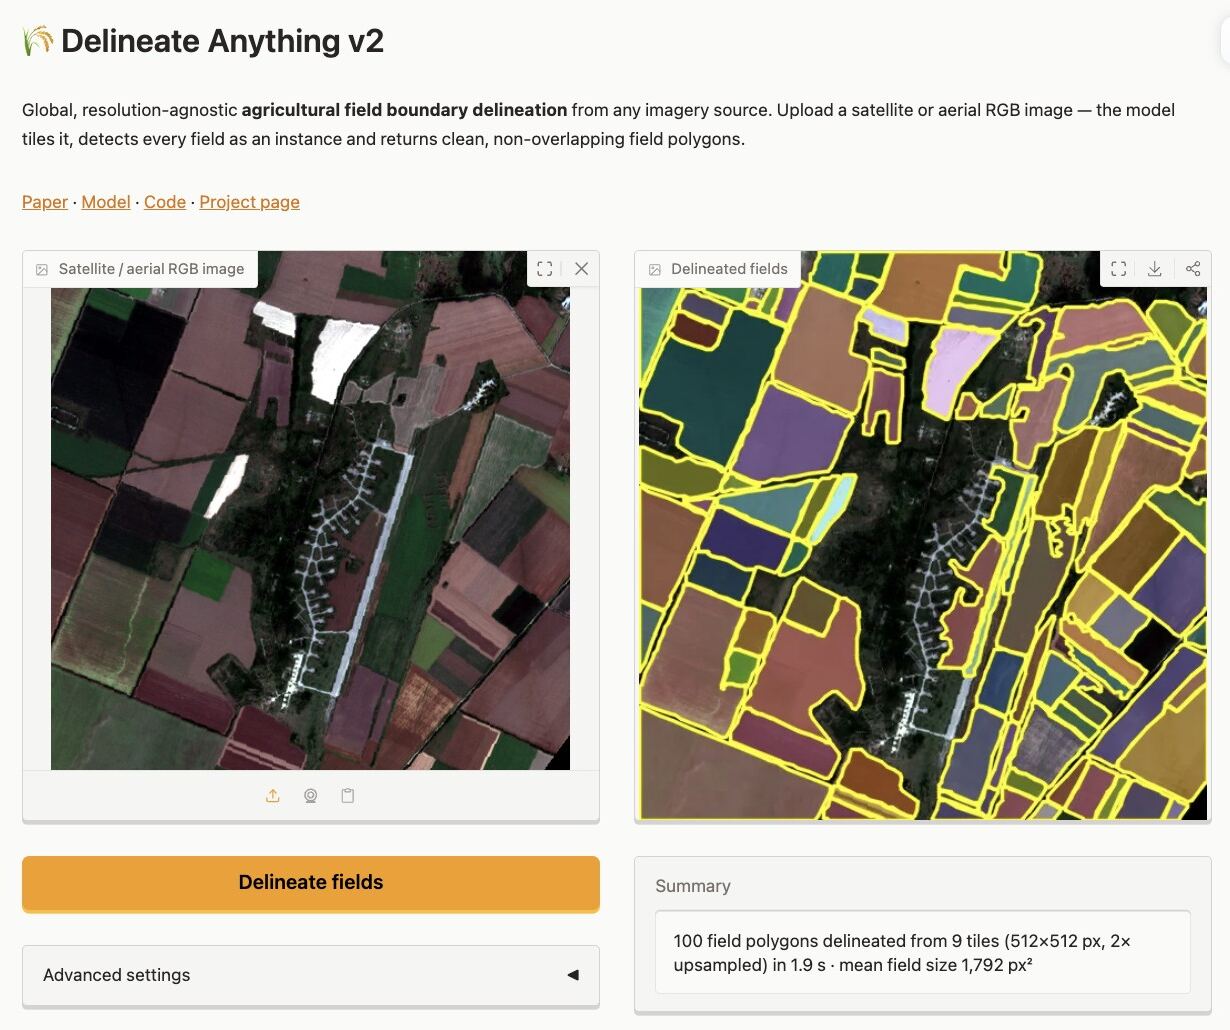 Delineate Anything v2
Global, resolution-agnostic agricultural field boundary delineation from any imagery source. Upload a satellite or aerial RGB image — the model
tiles it, detects every field as an instance and returns clean, non-overlapping field polygons.
Paper · Model · Code · Project page
Satellite / aerial RGB image
Delineated fields
Delineate fields
Advanced settings
Summary
100 field polygons delineated from 9 tiles (512×512 px, 2×
upsampled) in 1.9 s · mean field size 1,792 px²